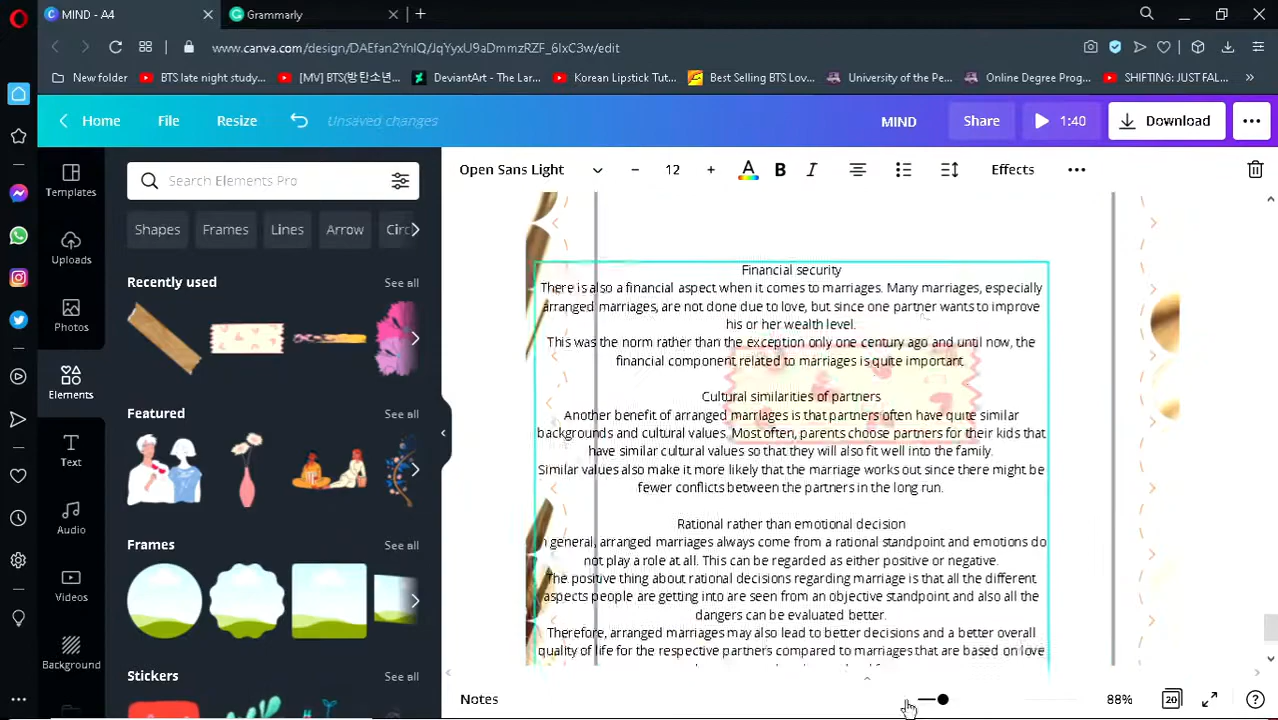 MIND - A4
Grammarly
www.canva.com/design/DAEfan2YnIQ/JqYyxU9aDmmzRZF_6IxC3w/edit
New folder
BTS late night study...
[MV] BTS(방탄소년...
DeviantArt - The Lar...
Korean Lipstick Tut...
Best Selling BTS Lov...
University of the Pe...
Online Degree Prog...
SHIFTING: JUST FAL...
Home
File
Resize
Unsaved changes
MIND
Share
1:40
Download
Templates
Uploads
Photos
Elements
Text
Audio
Videos
Background
Search Elements Pro
Shapes
Frames
Lines
Arrow
Circ
Recently used
See all
Featured
See all
Frames
See all
Stickers
See all
Open Sans Light
12
A
B
I
Effects
Financial security
There is also a financial aspect when it comes to marriages. Many marriages, especially
arranged marriages, are not done due to love, but since one partner wants to improve
his or her wealth level.
This was the norm rather than the exception only one century ago and until now, the
financial component related to marriages is quite important
Cultural similarities of partners
Another benefit of arranged marriages is that partners often have quite similar
backgrounds and cultural values. Most often, parents choose partners for their kids that
have similar cultural values so that they will also fit well into the family.
Similar values also make it more likely that the marriage works out since there might be
fewer conflicts between the partners in the long run.
Rational rather than emotional decision
n general, arranged marriages always come from a rational standpoint and emotions do
not play a role at all. This can be regarded as either positive or negative.
The positive thing about rational decisions regarding marriage is that all the different
aspects people are getting into are seen from an objective standpoint and also all the
dangers can be evaluated better.
Therefore, arranged marriages may also lead to better decisions and a better overall
quality of life for the respective partners compared to marriages that are based on love
Notes
88%
20